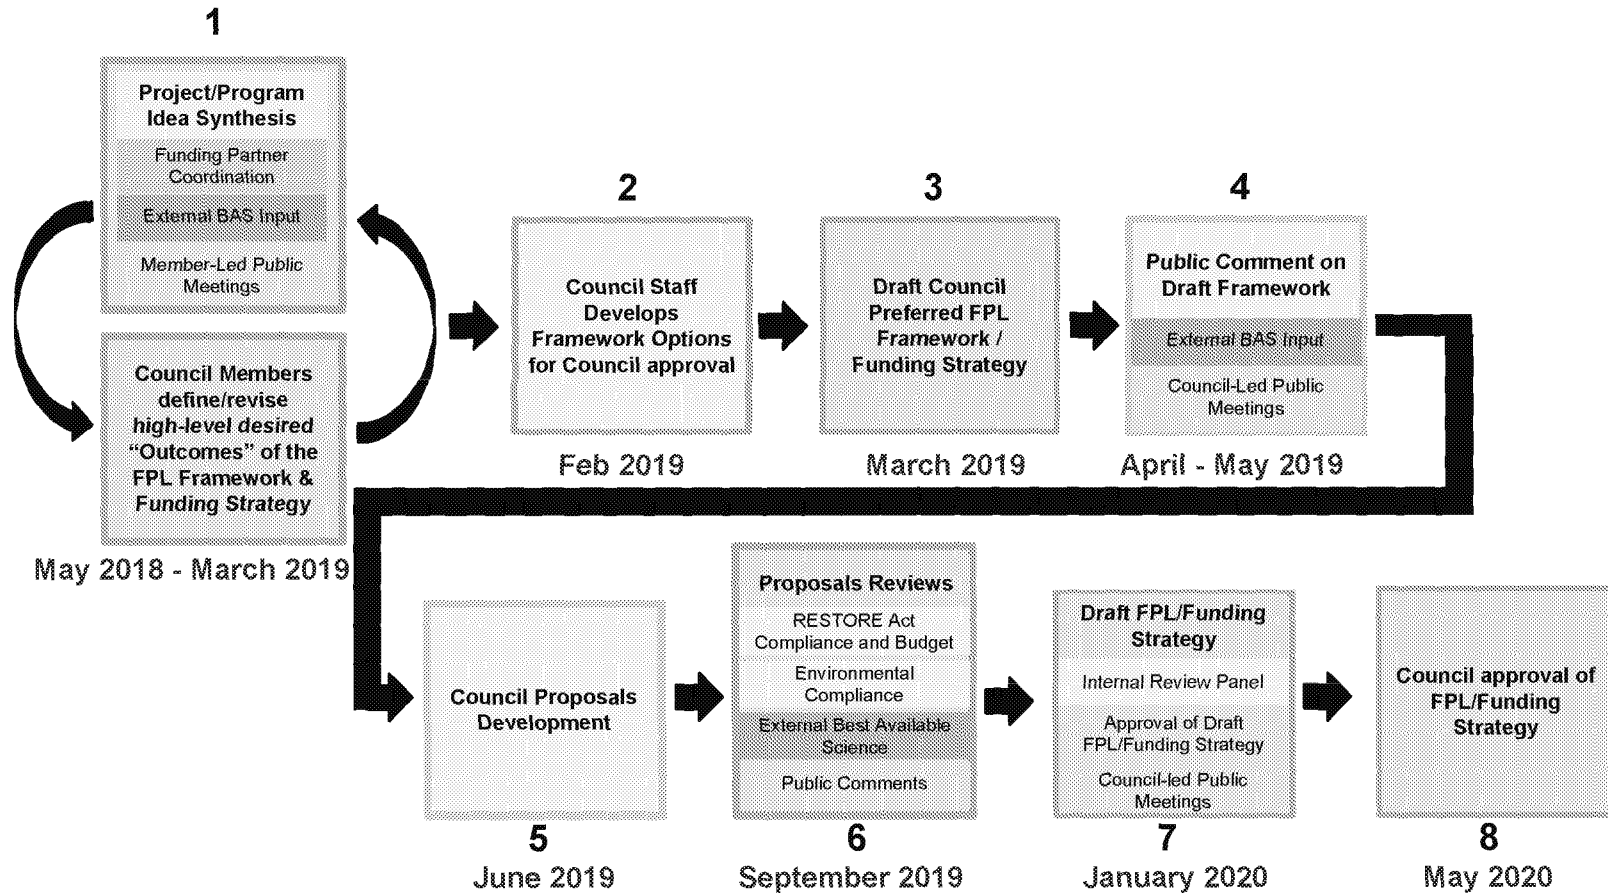 1
Project/Program
Idea Synthesis
Funding Partner
Coordination
External BAS Input
Member-Led Public
Meetings
Council Members
define/revise
high-level desired
“Outcomes” of the
FPL Framework &
Funding Strategy
May 2018 - March 2019
2
Council Staff
Develops
Framework Options
for Council approval
Feb 2019
3
Draft Council
Preferred FPL
Framework /
Funding Strategy
March 2019
4
Public Comment on
Draft Framework
External BAS Input
Council-Led Public
Meetings
April - May 2019
Council Proposals
Development
5
June 2019
Proposals Reviews
RESTORE Act
Compliance and Budget
Environmental
Compliance
External Best Available
Science
Public Comments
6
September 2019
Draft FPL/Funding
Strategy
Internal Review Panel
Approval of Draft
FPL/Funding Strategy
Council-led Public
Meetings
7
January 2020
Council approval of
FPL/Funding
Strategy
8
May 2020